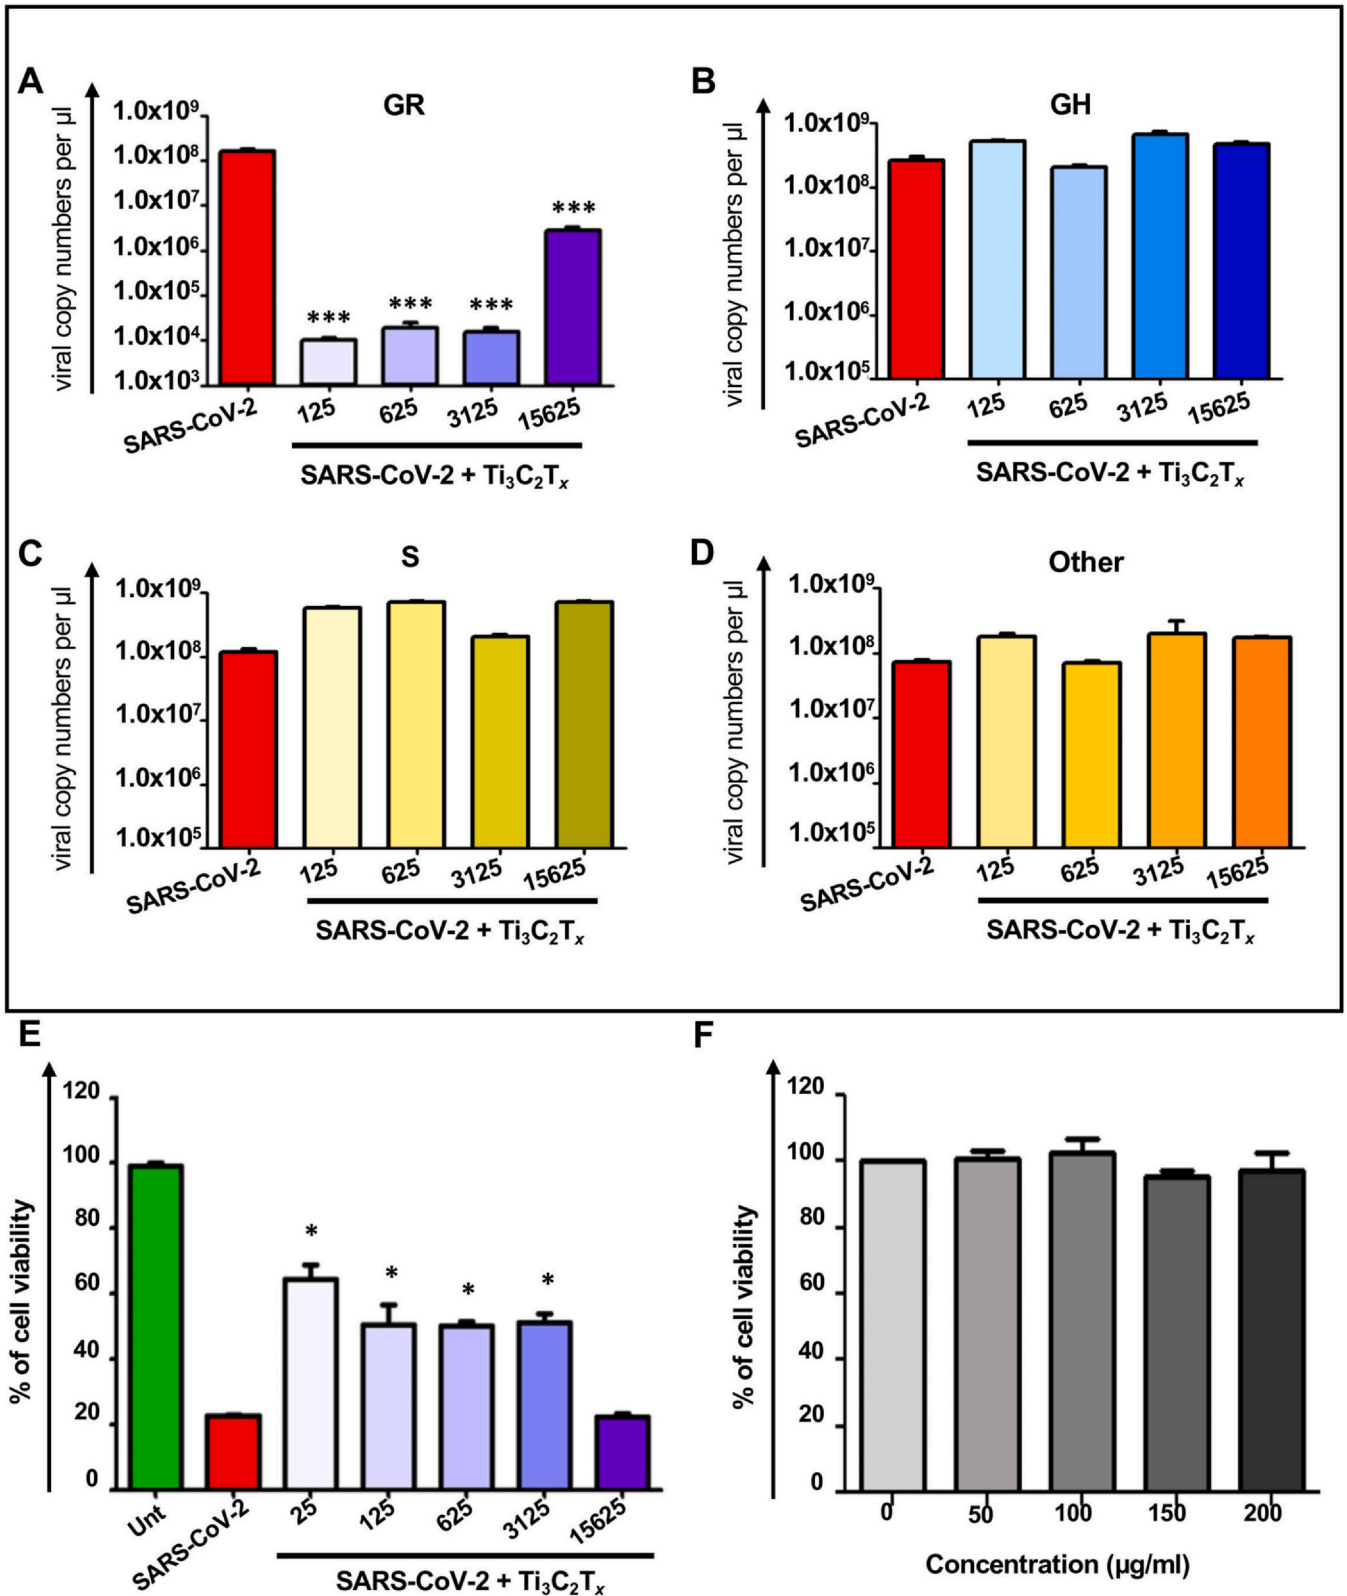 A
GR
viral copy numbers per µl
1.0x10⁹
1.0x10⁸
1.0x10⁷
1.0x10⁶
1.0x10⁵
1.0x10⁴
1.0x10³
***
***
***
***
SARS-CoV-2
125
625
3125
15625
SARS-CoV-2 + Ti₃C₂Tₓ
B
GH
viral copy numbers per µl
1.0x10⁹
1.0x10⁸
1.0x10⁷
1.0x10⁶
1.0x10⁵
SARS-CoV-2
125
625
3125
15625
SARS-CoV-2 + Ti₃C₂Tₓ
C
S
viral copy numbers per µl
1.0x10⁹
1.0x10⁸
1.0x10⁷
1.0x10⁶
1.0x10⁵
SARS-CoV-2
125
625
3125
15625
SARS-CoV-2 + Ti₃C₂Tₓ
D
Other
viral copy numbers per µl
1.0x10⁹
1.0x10⁸
1.0x10⁷
1.0x10⁶
1.0x10⁵
SARS-CoV-2
125
625
3125
15625
SARS-CoV-2 + Ti₃C₂Tₓ
E
% of cell viability
120
100
80
60
40
20
0
*
*
*
*
Unt
SARS-CoV-2
25
125
625
3125
15625
SARS-CoV-2 + Ti₃C₂Tₓ
F
% of cell viability
120
100
80
60
40
20
0
0
50
100
150
200
Concentration (µg/ml)